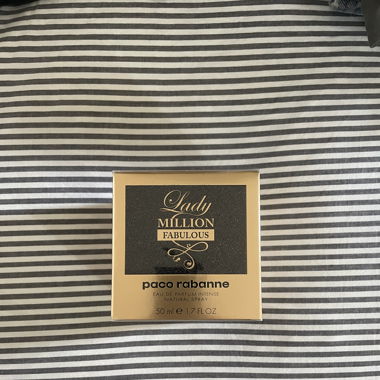 Lady
MILLION
FABULOUS
paco rabanne
EAU DE PARFUM INTENSE
NATURAL SPRAY
50 ml ℮ 1.7 FL.OZ